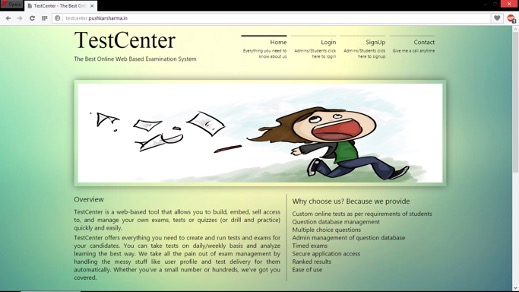 TestCenter - The Best On
testcenter.pushkarsharma.in
TestCenter
The Best Online Web Based Examination System
Home
Everything you need to
know about us
Login
Admins/Students click
here to login
SignUp
Admins/Students click
here to signup
Contact
Give me a call anytime
Overview
TestCenter is a web-based tool that allows you to build, embed, sell access
to, and manage your own exams, tests or quizzes (or drill and practice)
quickly and easily.
TestCenter offers everything you need to create and run tests and exams for
your candidates. You can take tests on daily/weekly basis and analyze
learning the best way. We take all the pain out of exam management by
handling the messy stuff like user profile and test delivery for them
automatically. Whether you've a small number or hundreds, we've got you
covered.
Why choose us? Because we provide
Custom online tests as per requirements of students
Question database management
Multiple choice questions
Admin management of question database
Timed exams
Secure application access
Ranked results
Ease of use